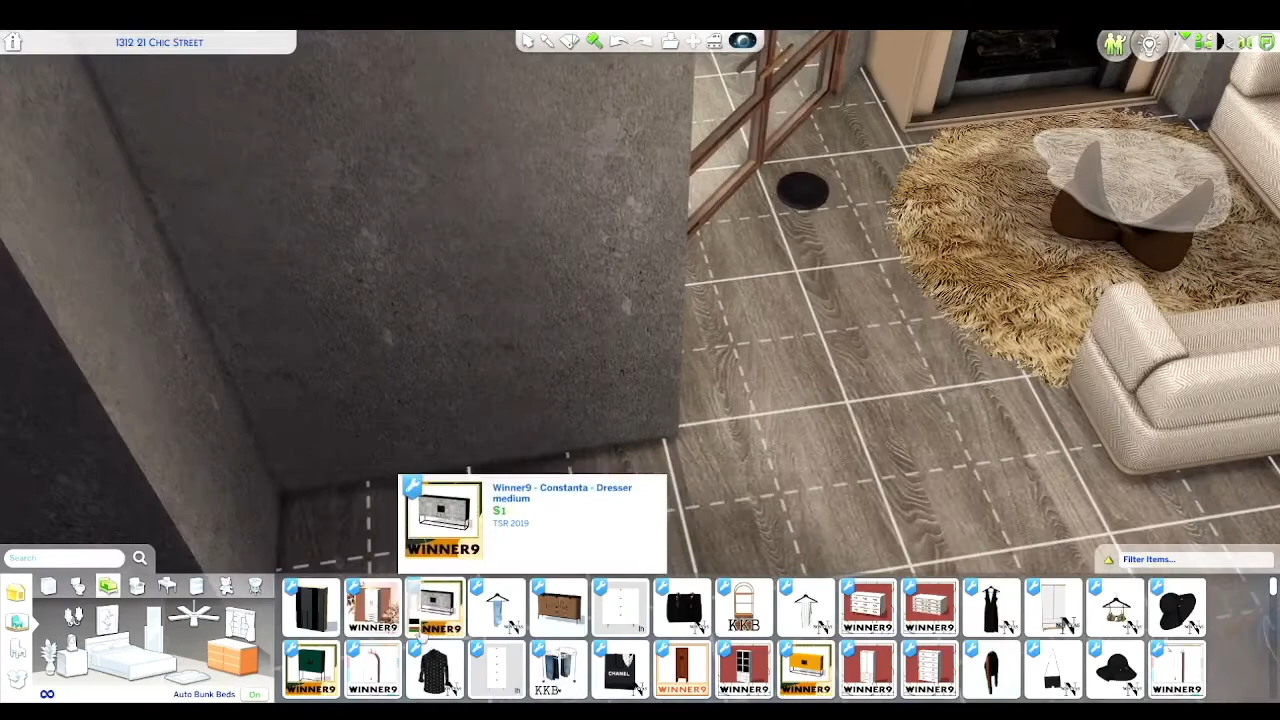 1312 21 Chic Street
Winner9 - Constanta - Dresser
medium
§1
TSR 2019
WINNER9
Search
Filter Items...
WINNER9
WINNER9
KKB
WINNER9
WINNER9
WINNER9
WINNER9
KKB
CHANEL
WINNER9
WINNER9
WINNER9
WINNER9
WINNER9
WINNER9
Auto Bunk Beds
On